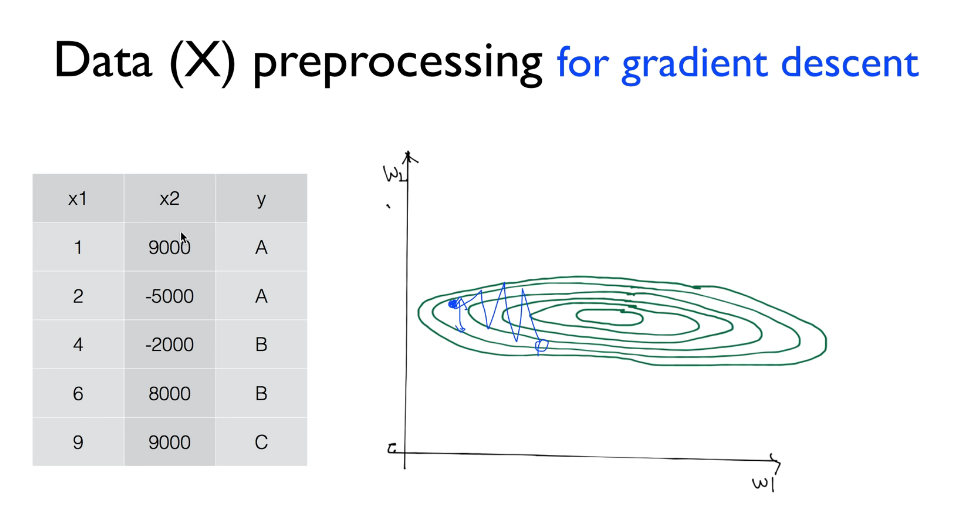 Data (X) preprocessing for gradient descent
x1 x2 y
1 9000 A
2 -5000 A
4 -2000 B
6 8000 B
9 9000 C
W2
W1